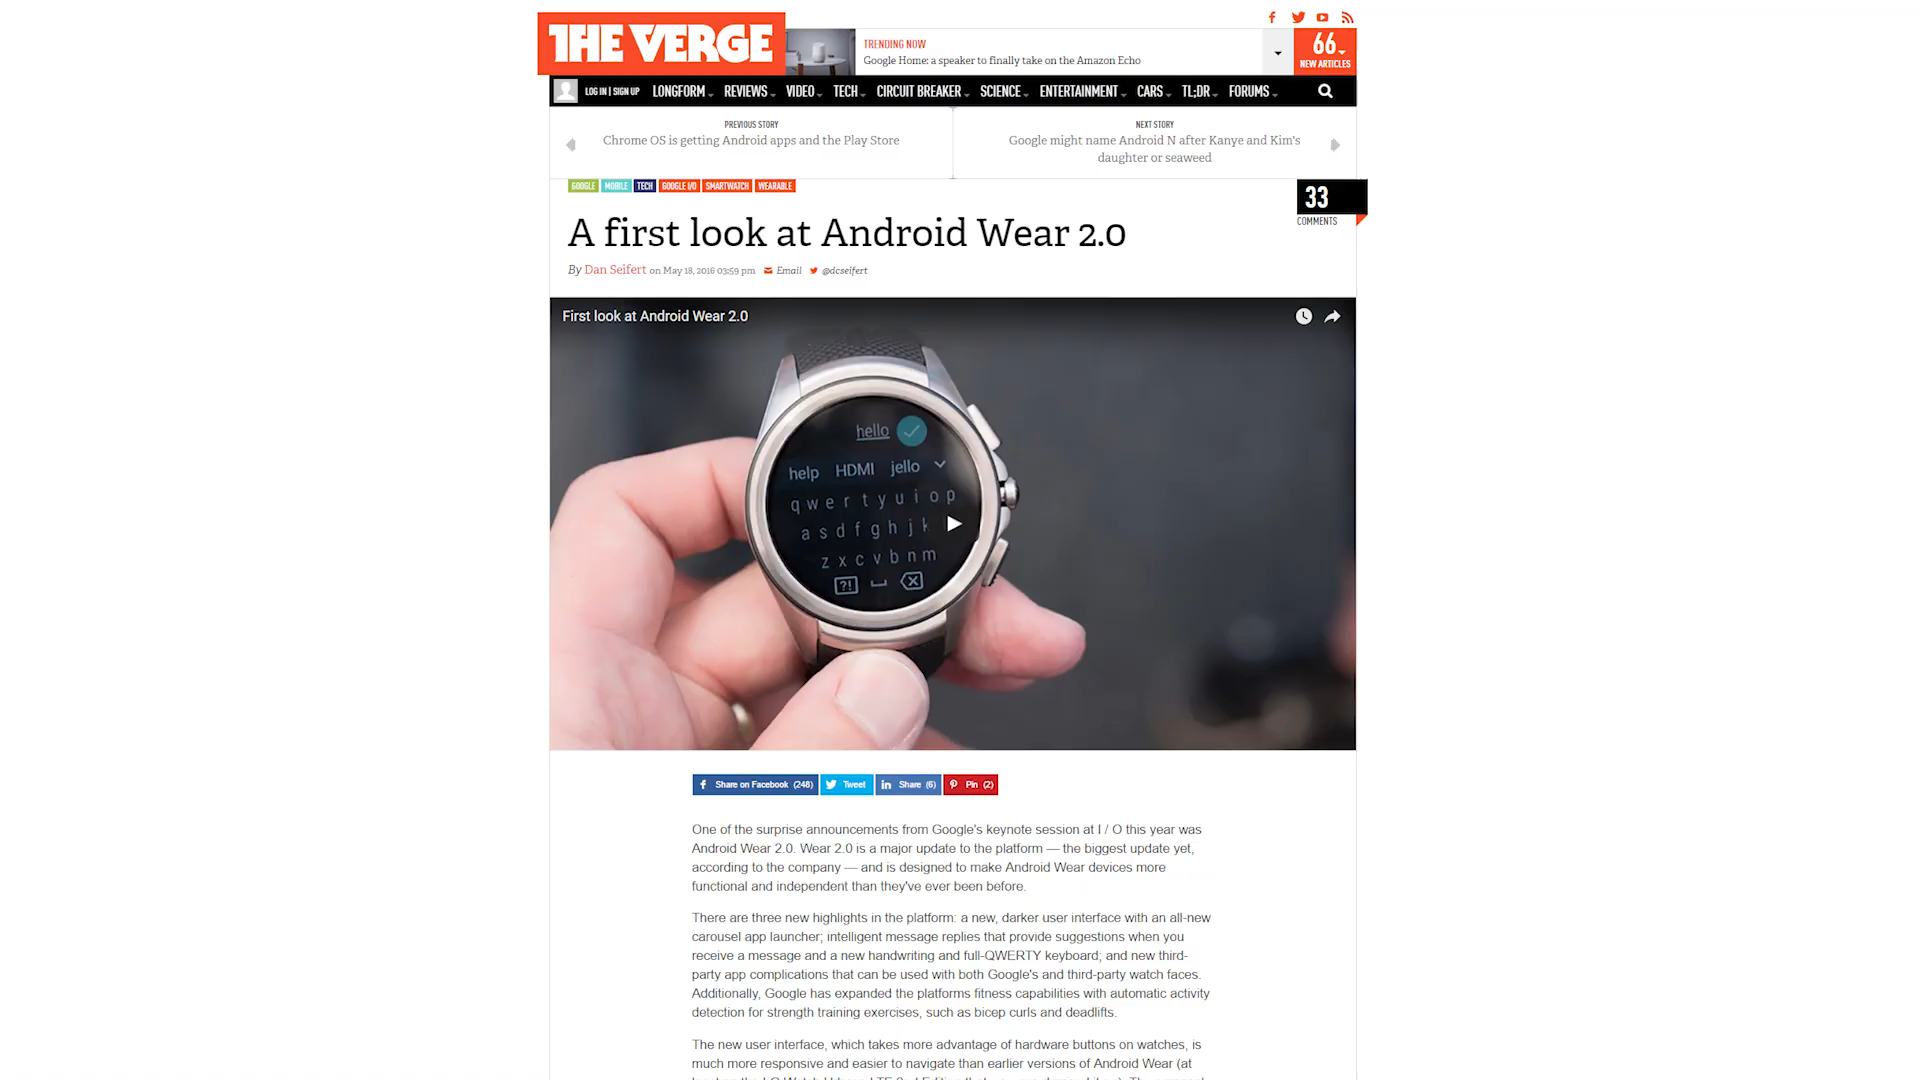 THE VERGE
TRENDING NOW
Google Home: a speaker to finally take on the Amazon Echo
66
NEW ARTICLES
LOG IN | SIGN UP LONGFORM REVIEWS VIDEO TECH CIRCUIT BREAKER SCIENCE ENTERTAINMENT CARS TL;DR FORUMS
PREVIOUS STORY
Chrome OS is getting Android apps and the Play Store
NEXT STORY
Google might name Android N after Kanye and Kim's
daughter or seaweed
GOOGLE MOBILE TECH GOOGLE I/O SMARTWATCH WEARABLE
33
COMMENTS
A first look at Android Wear 2.0
By Dan Seifert on May 18, 2016 03:59 pm Email @dcseifert
First look at Android Wear 2.0
hello
help HDMI jello
q w e r t y u i o p
a s d f g h j k
z x c v b n m
?!
Share on Facebook (248) Tweet Share (6) Pin (2)
One of the surprise announcements from Google's keynote session at I / O this year was
Android Wear 2.0. Wear 2.0 is a major update to the platform — the biggest update yet,
according to the company — and is designed to make Android Wear devices more
functional and independent than they've ever been before.
There are three new highlights in the platform: a new, darker user interface with an all-new
carousel app launcher; intelligent message replies that provide suggestions when you
receive a message and a new handwriting and full-QWERTY keyboard; and new third-
party app complications that can be used with both Google's and third-party watch faces.
Additionally, Google has expanded the platforms fitness capabilities with automatic activity
detection for strength training exercises, such as bicep curls and deadlifts.
The new user interface, which takes more advantage of hardware buttons on watches, is
much more responsive and easier to navigate than earlier versions of Android Wear (at